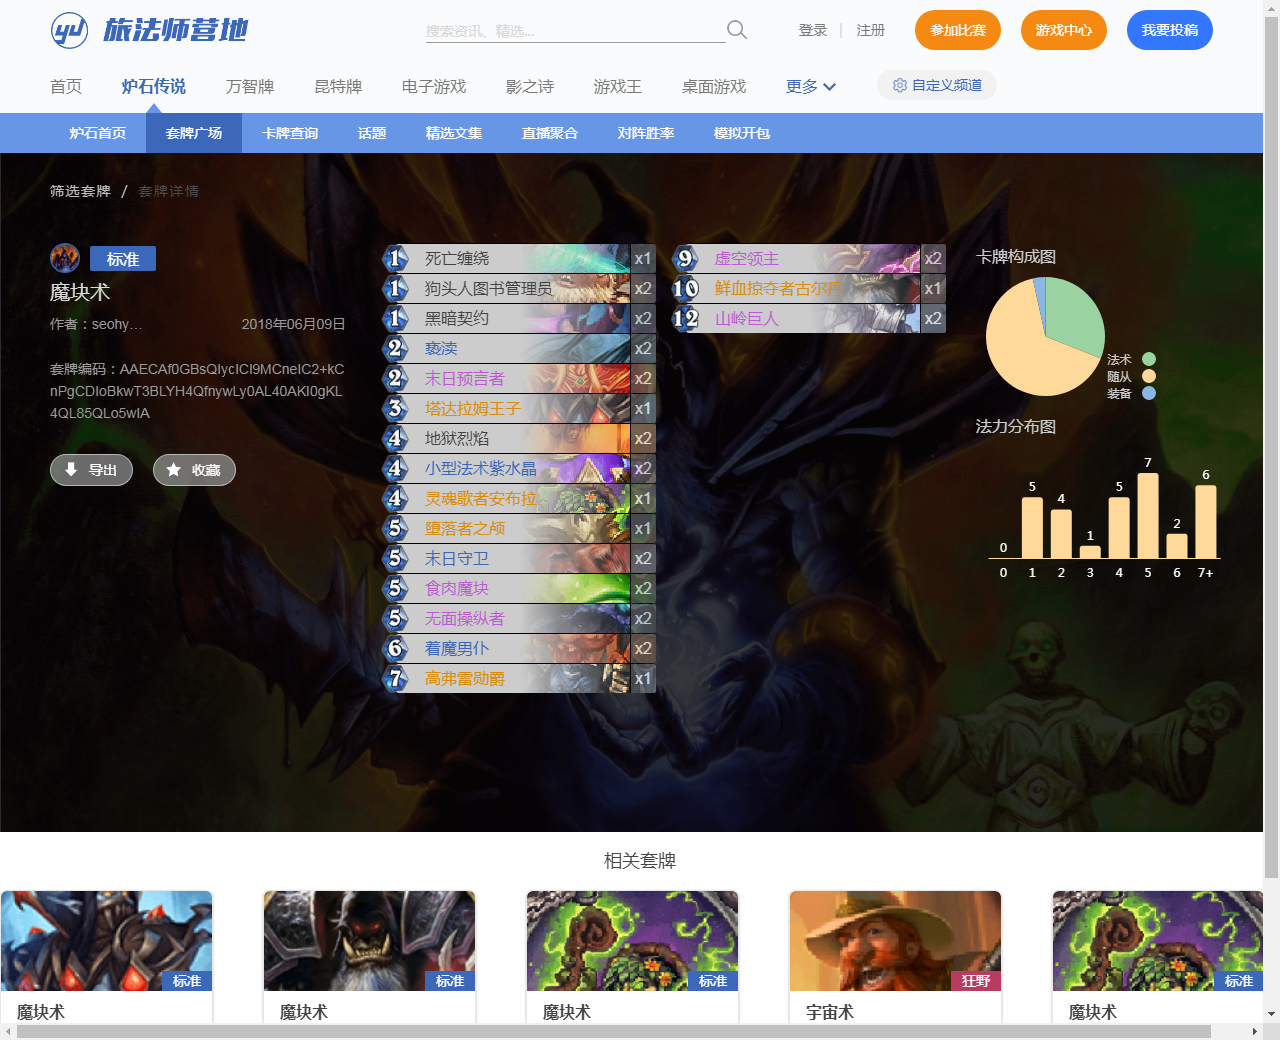 旅法师营地
搜索资讯、精选...
登录 | 注册
参加比赛
游戏中心
我要投稿
首页 炉石传说 万智牌 昆特牌 电子游戏 影之诗 游戏王 桌面游戏 更多 自定义频道
炉石首页 套牌广场 卡牌查询 话题 精选文集 直播聚合 对阵胜率 模拟开包
筛选套牌 / 套牌详情
标准
魔块术
作者：seohy... 2018年06月09日
套牌编码：AAECAf0GBsQIycICl9MCneIC2+kC
nPgCDIoBkwT3BLYH4QfnywLy0AL40AKI0gKL
4QL85QLo5wIA
导出
收藏
1 死亡缠绕 x1
1 狗头人图书管理员 x2
1 黑暗契约 x2
2 亵渎 x2
2 末日预言者 x2
3 塔达拉姆王子 x1
4 地狱烈焰 x2
4 小型法术紫水晶 x2
4 灵魂歌者安布拉 x1
5 堕落者之颅 x1
5 末日守卫 x2
5 食肉魔块 x2
5 无面操纵者 x2
6 着魔男仆 x2
7 高弗雷勋爵 x1
9 虚空领主 x2
10 鲜血掠夺者古尔丹 x1
12 山岭巨人 x2
卡牌构成图
法术
随从
装备
法力分布图
0 5 4 1 5 7 2 6
0 1 2 3 4 5 6 7+
相关套牌
标准 标准 标准 狂野 标准
魔块术 魔块术 魔块术 宇宙术 魔块术